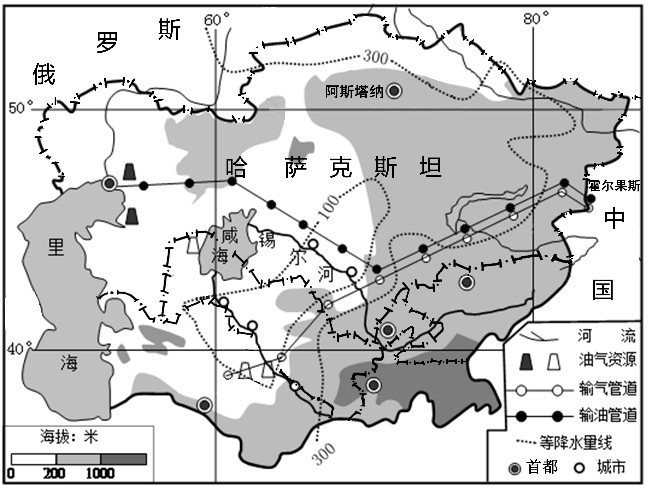 60° 80°
俄 罗 斯
300
50°
阿斯塔纳
哈 萨 克 斯 坦
霍尔果斯
100
中
国
里
海
咸
海
锡
尔
河
40°
300
海拔：米
0 200 1000
河 流
油气资源
输气管道
输油管道
等降水量线
首都 城市